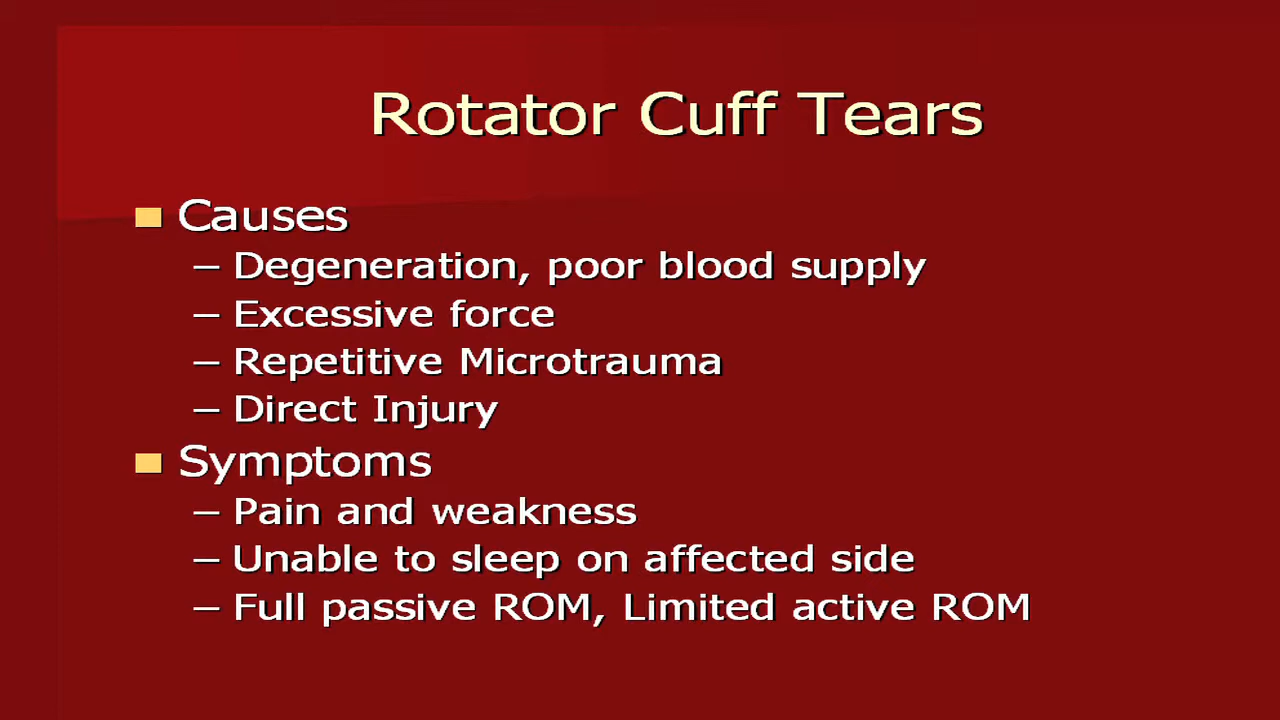 Rotator Cuff Tears
Causes
– Degeneration, poor blood supply
– Excessive force
– Repetitive Microtrauma
– Direct Injury
Symptoms
– Pain and weakness
– Unable to sleep on affected side
– Full passive ROM, Limited active ROM